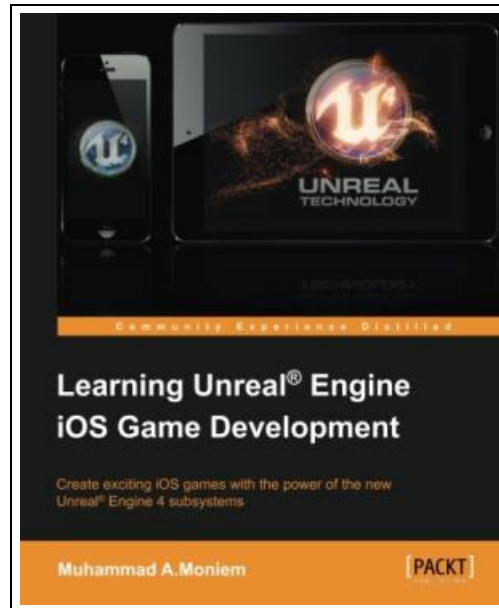 UNREAL
TECHNOLOGY
Community Experience Distilled
Learning Unreal® Engine
iOS Game Development
Create exciting iOS games with the power of the new
Unreal® Engine 4 subsystems
Muhammad A.Moniem
[PACKT]